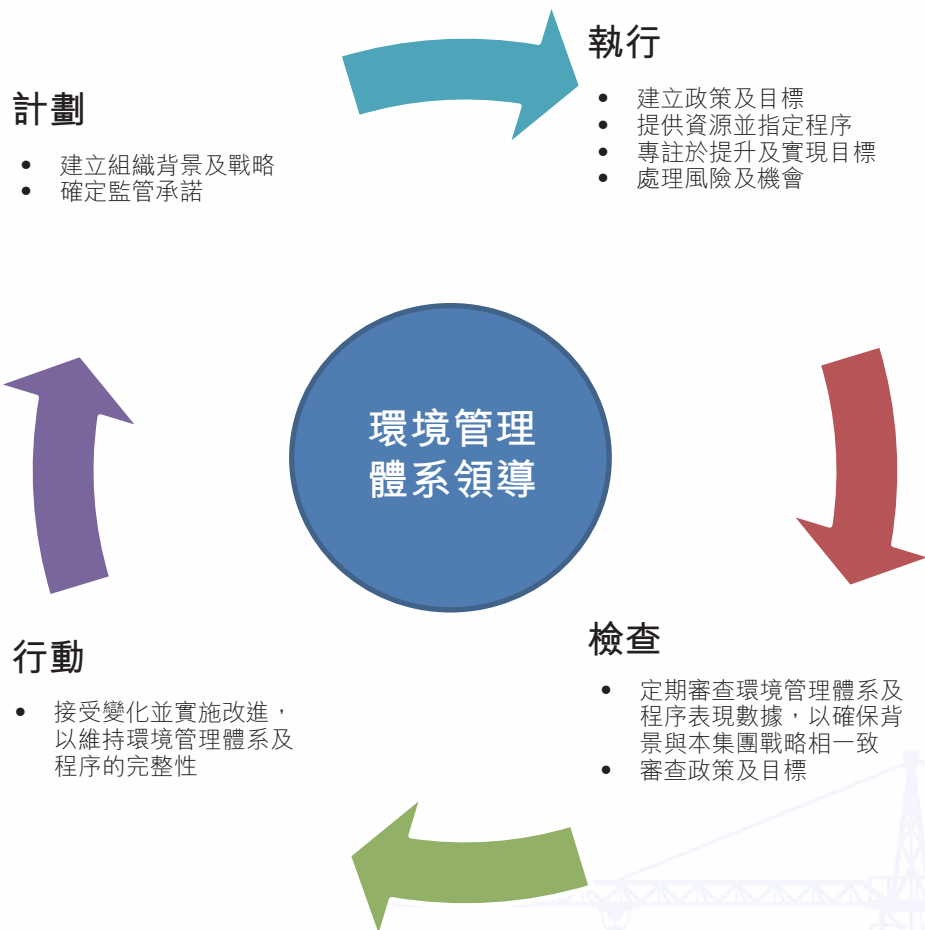 計劃
• 建立組織背景及戰略
• 確定監管承諾
執行
• 建立政策及目標
• 提供資源並指定程序
• 專註於提升及實現目標
• 處理風險及機會
環境管理
體系領導
檢查
• 定期審查環境管理體系及
程序表現數據，以確保背
景與本集團戰略相一致
• 審查政策及目標
行動
• 接受變化並實施改進，
以維持環境管理體系及
程序的完整性